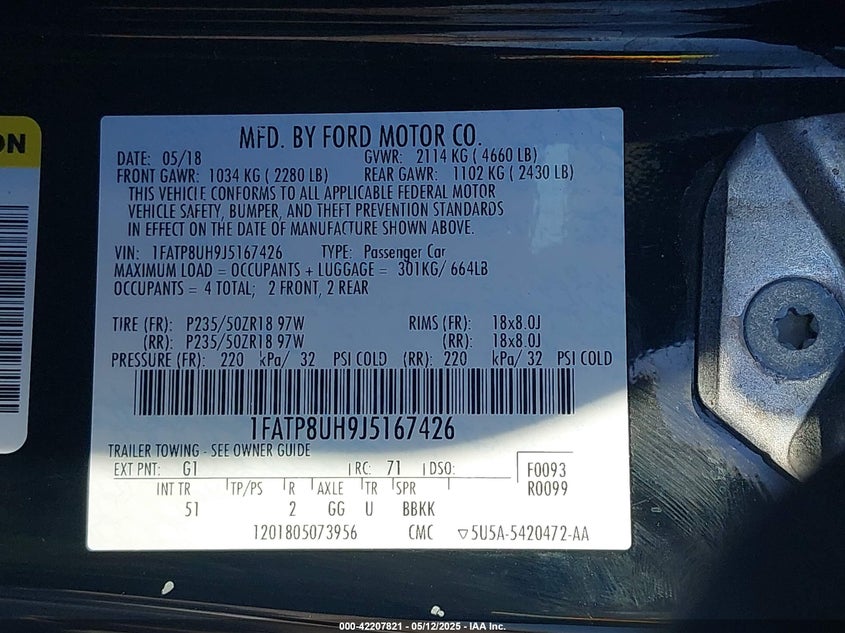 ON
MFD. BY FORD MOTOR CO.
DATE: 05/18 GVWR: 2114 KG ( 4660 LB)
FRONT GAWR: 1034 KG ( 2280 LB) REAR GAWR: 1102 KG ( 2430 LB)
THIS VEHICLE CONFORMS TO ALL APPLICABLE FEDERAL MOTOR
VEHICLE SAFETY, BUMPER, AND THEFT PREVENTION STANDARDS
IN EFFECT ON THE DATE OF MANUFACTURE SHOWN ABOVE.
VIN: 1FATP8UH9J5167426 TYPE: Passenger Car
MAXIMUM LOAD = OCCUPANTS + LUGGAGE = 301KG/ 664LB
OCCUPANTS = 4 TOTAL; 2 FRONT, 2 REAR
TIRE (FR): P235/50ZR18 97W RIMS (FR): 18x8.0J
(RR): P235/50ZR18 97W (RR): 18x8.0J
PRESSURE (FR): 220 kPa/ 32 PSI COLD (RR): 220 kPa/ 32 PSI COLD
1FATP8UH9J5167426
TRAILER TOWING - SEE OWNER GUIDE
EXT PNT: G1 RC: 71 DSO: F0093
R0099
INT TR TP/PS R AXLE TR SPR
51 2 GG U BBKK
1201805073956 CMC ▽5U5A-5420472-AA
000-42207821 - 05/12/2025 - IAA Inc.